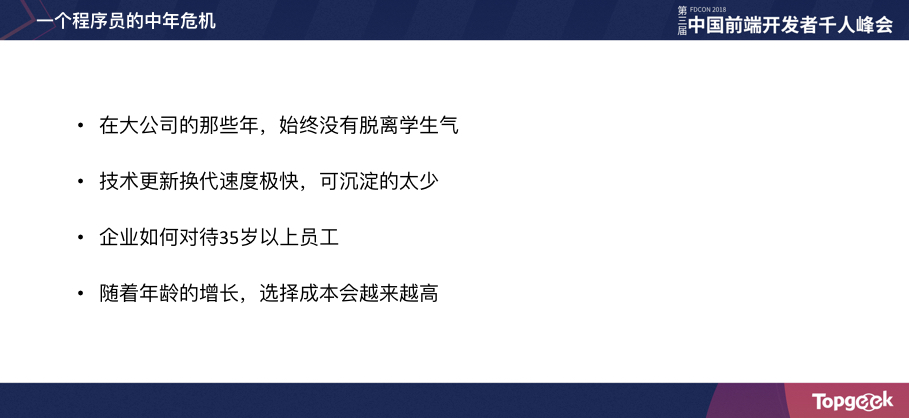 一个程序员的中年危机
第三届
FDCON 2018
中国前端开发者千人峰会
• 在大公司的那些年，始终没有脱离学生气
• 技术更新换代速度极快，可沉淀的太少
• 企业如何对待35岁以上员工
• 随着年龄的增长，选择成本会越来越高
Topgeek